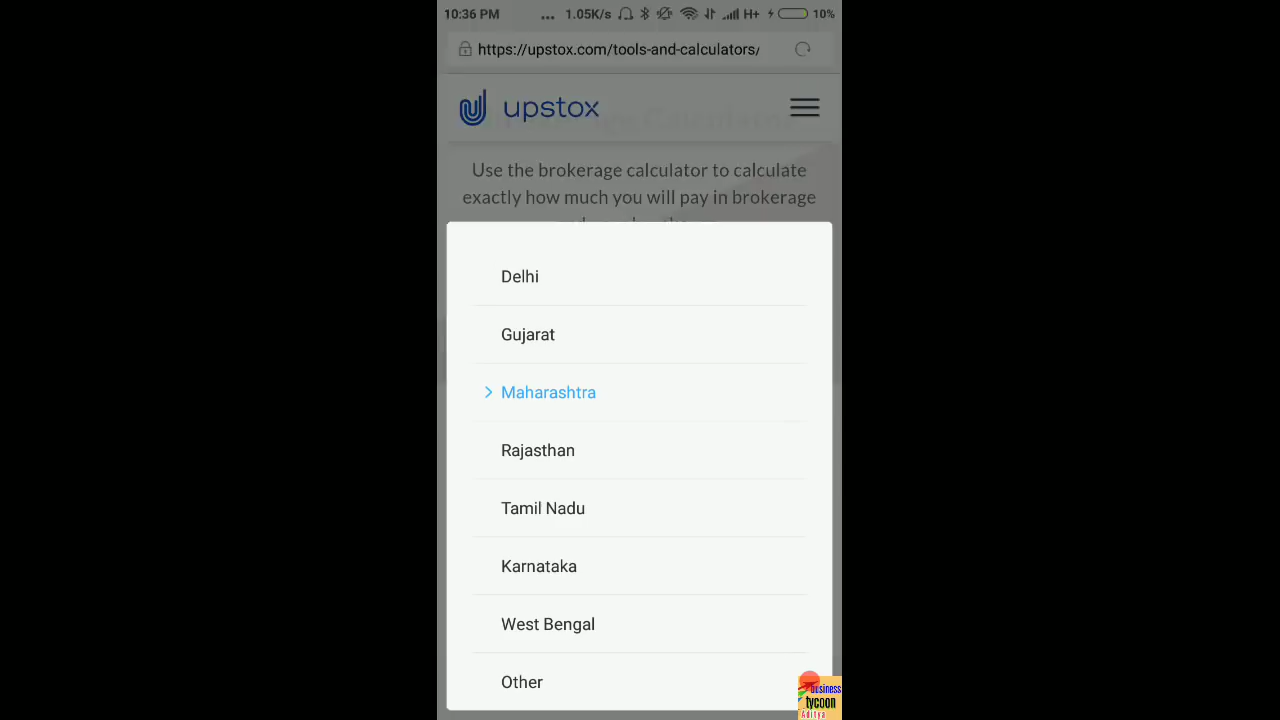 10:36 PM ... 1.05K/s H+ 10%
https://upstox.com/tools-and-calculators/
upstox
Use the brokerage calculator to calculate
exactly how much you will pay in brokerage
Delhi
Gujarat
Maharashtra
Rajasthan
Tamil Nadu
Karnataka
West Bengal
Other
business
tycoon
Aditya